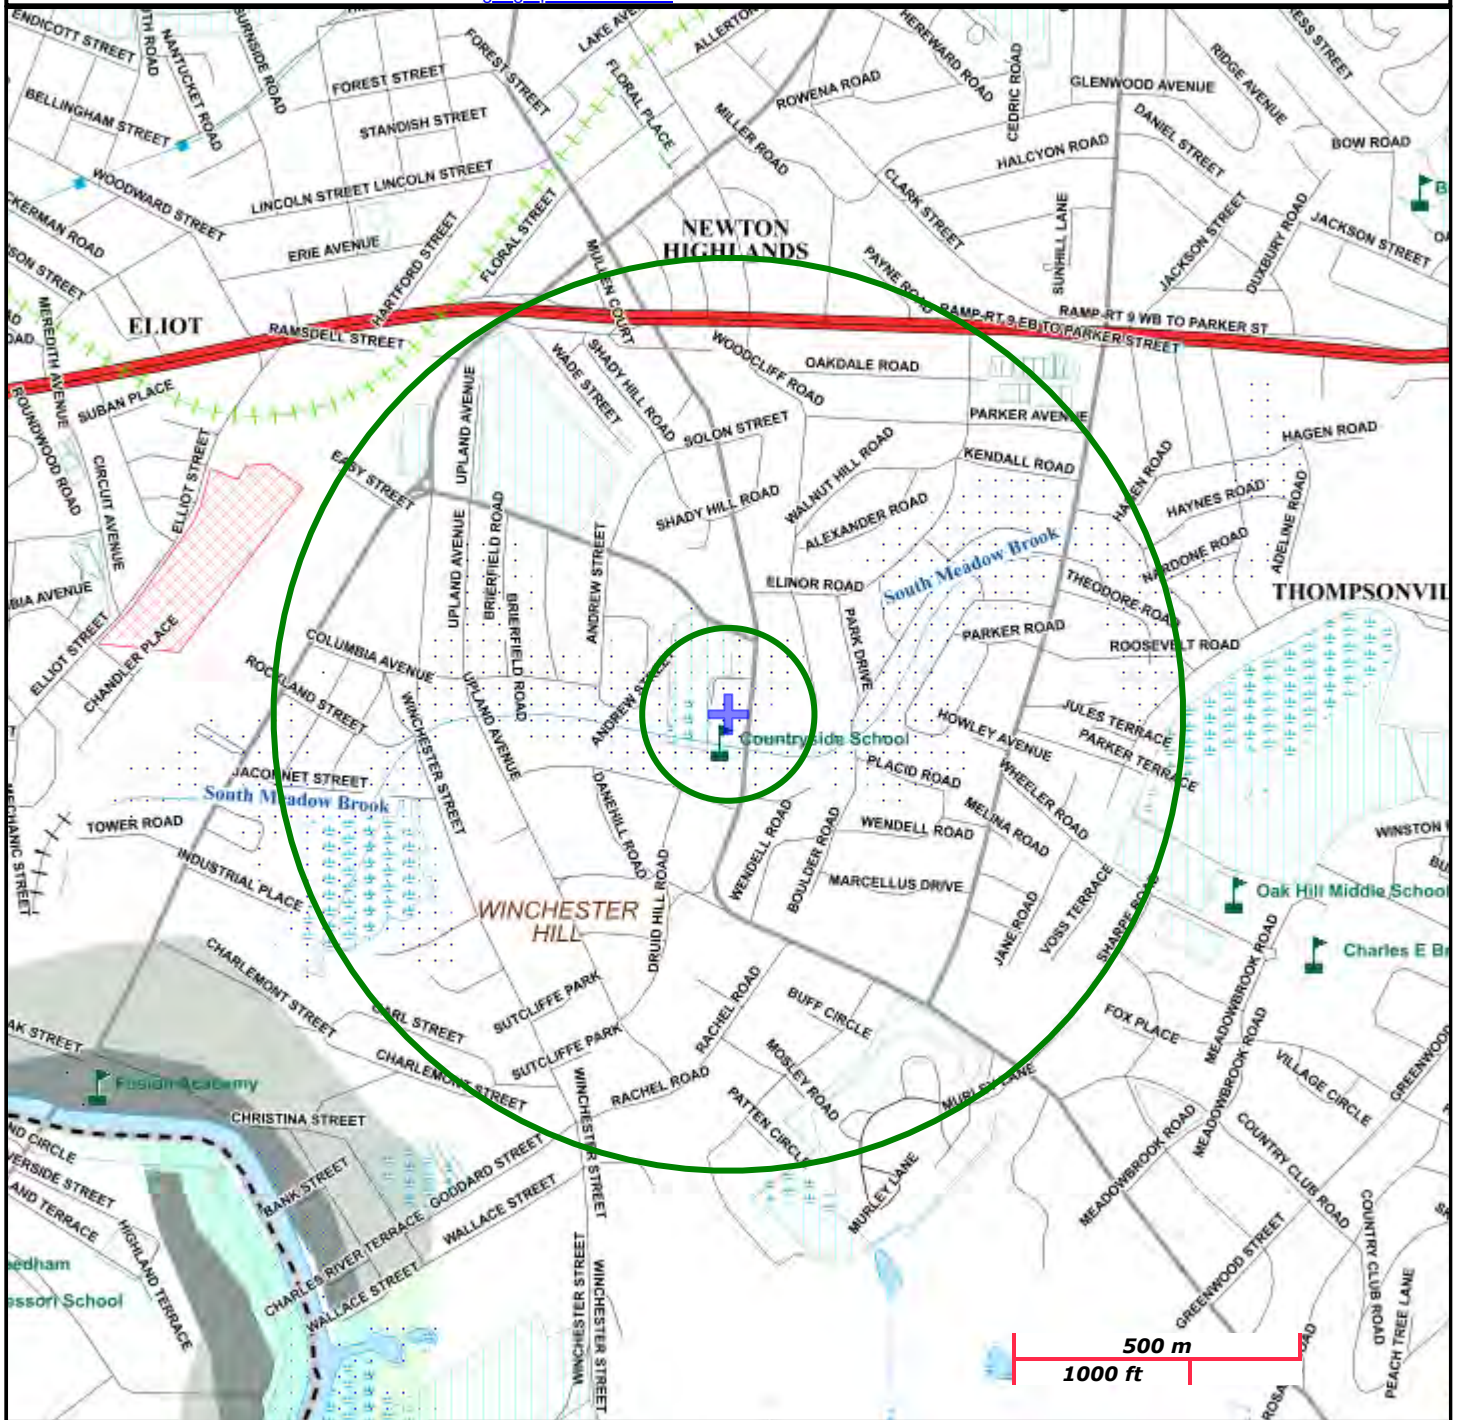 ENDICOTT STREET
NANTUCKET ROAD
BURNSIDE ROAD
FOREST STREET
FOREST STREET
FLORAL PLACE
ROWENA ROAD
HEREWARD ROAD
CEDRIC ROAD
GLENWOOD AVENUE
RIDGE AVENUE
BELLINGHAM STREET
STANDISH STREET
MILLER ROAD
HALCYON ROAD
DANIEL STREET
BOW ROAD
WOODWARD STREET
LINCOLN STREET
LINCOLN STREET
CLARK STREET
SUNHILL LANE
JACKSON STREET
DUXBURY ROAD
JACKSON STREET
ERIE AVENUE
HARTFORD STREET
FLORAL STREET
MULLEN COURT
NEWTON
HIGHLANDS
PAYNE ROAD
ELIOT
RAMSDELL STREET
RAMP-RT 9 EB TO PARKER STREET
RAMP-RT 9 WB TO PARKER ST
MEREDITH AVENUE
SUBAN PLACE
ROUNDWOOD ROAD
CIRCUIT AVENUE
ELLIOT STREET
EASY STREET
UPLAND AVENUE
WADE STREET
SHADY HILL ROAD
WOODCLIFF ROAD
OAKDALE ROAD
SOLON STREET
PARKER AVENUE
KENDALL ROAD
WALNUT HILL ROAD
SHADY HILL ROAD
ALEXANDER ROAD
HAGEN ROAD
HAGEN ROAD
HAYNES ROAD
ADELINE ROAD
NARDONE ROAD
South Meadow Brook
UPLAND AVENUE
BRIERFIELD ROAD
BRIERFIELD ROAD
ANDREW STREET
ELINOR ROAD
THEODORE ROAD
PARK DRIVE
PARKER ROAD
ROOSEVELT ROAD
ELLIOT STREET
CHANDLER PLACE
COLUMBIA AVENUE
ROCKLAND STREET
WINCHESTER STREET
UPLAND AVENUE
ANDREW STREET
Countryside School
HOWLEY AVENUE
JULES TERRACE
PARKER TERRACE
JACONNET STREET
South Meadow Brook
TOWER ROAD
MECHANIC STREET
INDUSTRIAL PLACE
DANEHILL ROAD
DRUID HILL ROAD
WENDELL ROAD
BOULDER ROAD
PLACID ROAD
WENDELL ROAD
MELINA ROAD
WHEELER ROAD
MARCELLUS DRIVE
JANE ROAD
VOSS TERRACE
SHARPE ROAD
Oak Hill Middle School
WINCHESTER
HILL
CHARLEMONT STREET
CARL STREET
CHARLEMONT STREET
SUTCLIFFE PARK
SUTCLIFFE PARK
RACHEL ROAD
RACHEL ROAD
BUFF CIRCLE
MOSLEY ROAD
PATTEN CIRCLE
MURLEY LANE
MURLEY LANE
FOX PLACE
MEADOWBROOK ROAD
MEADOWBROOK ROAD
MEADOWBROOK ROAD
VILLAGE CIRCLE
COUNTRY CLUB ROAD
COUNTRY CLUB ROAD
GREENWOOD STREET
PEACH TREE LANE
Fusion Academy
CHRISTINA STREET
BANK STREET
GODDARD STREET
WALLACE STREET
CHARLES RIVER TERRACE
WALLACE STREET
HIGHLAND TERRACE
WINCHESTER STREET
WINCHESTER STREET
WINCHESTER STREET
500 m
1000 ft